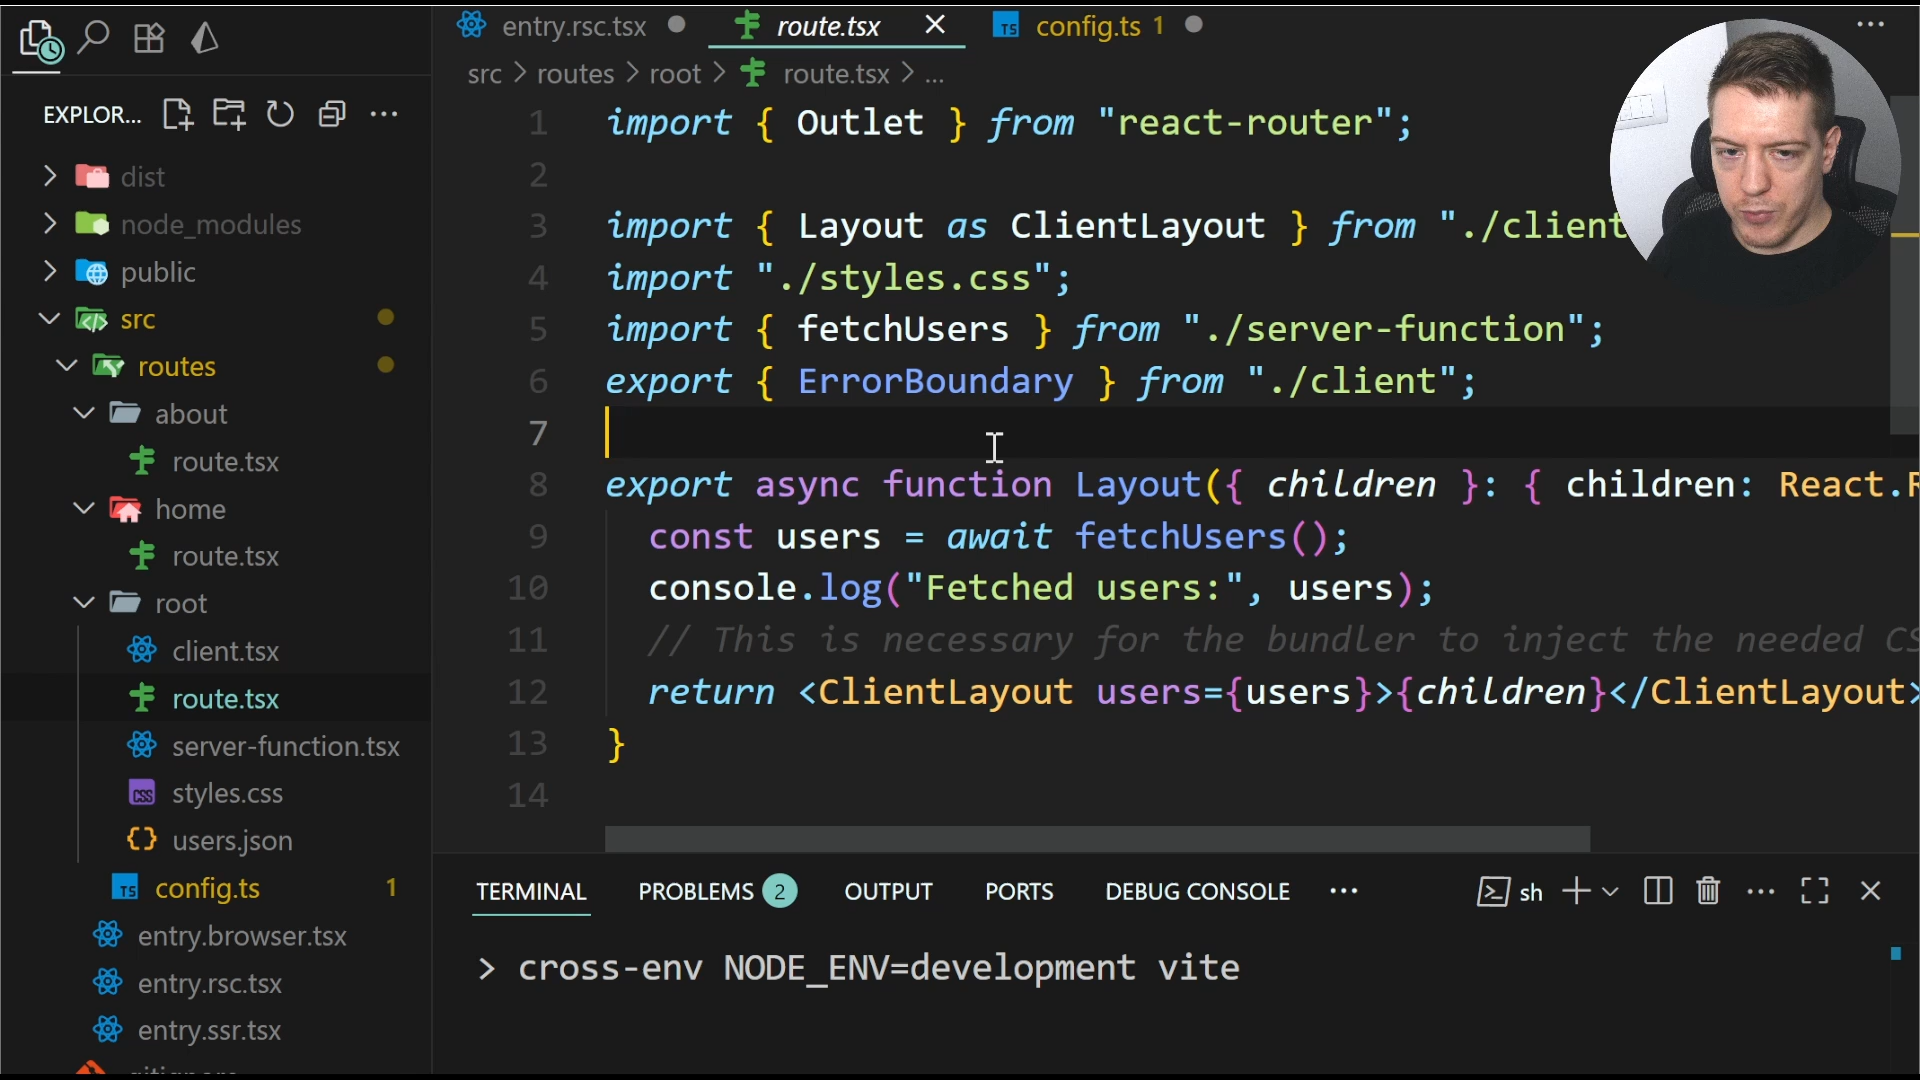 entry.rsc.tsx
route.tsx
config.ts 1
EXPLOR...
src > routes > root > route.tsx > ...
dist
node_modules
public
src
routes
about
route.tsx
home
route.tsx
root
client.tsx
route.tsx
server-function.tsx
styles.css
users.json
config.ts 1
entry.browser.tsx
entry.rsc.tsx
entry.ssr.tsx
1 import { Outlet } from "react-router";
2
3 import { Layout as ClientLayout } from "./client
4 import "./styles.css";
5 import { fetchUsers } from "./server-function";
6 export { ErrorBoundary } from "./client";
7
8 export async function Layout({ children }: { children: React.R
9 const users = await fetchUsers();
10 console.log("Fetched users:", users);
11 // This is necessary for the bundler to inject the needed CS
12 return <ClientLayout users={users}>{children}</ClientLayout>
13 }
14
TERMINAL PROBLEMS 2 OUTPUT PORTS DEBUG CONSOLE ... sh
> cross-env NODE_ENV=development vite